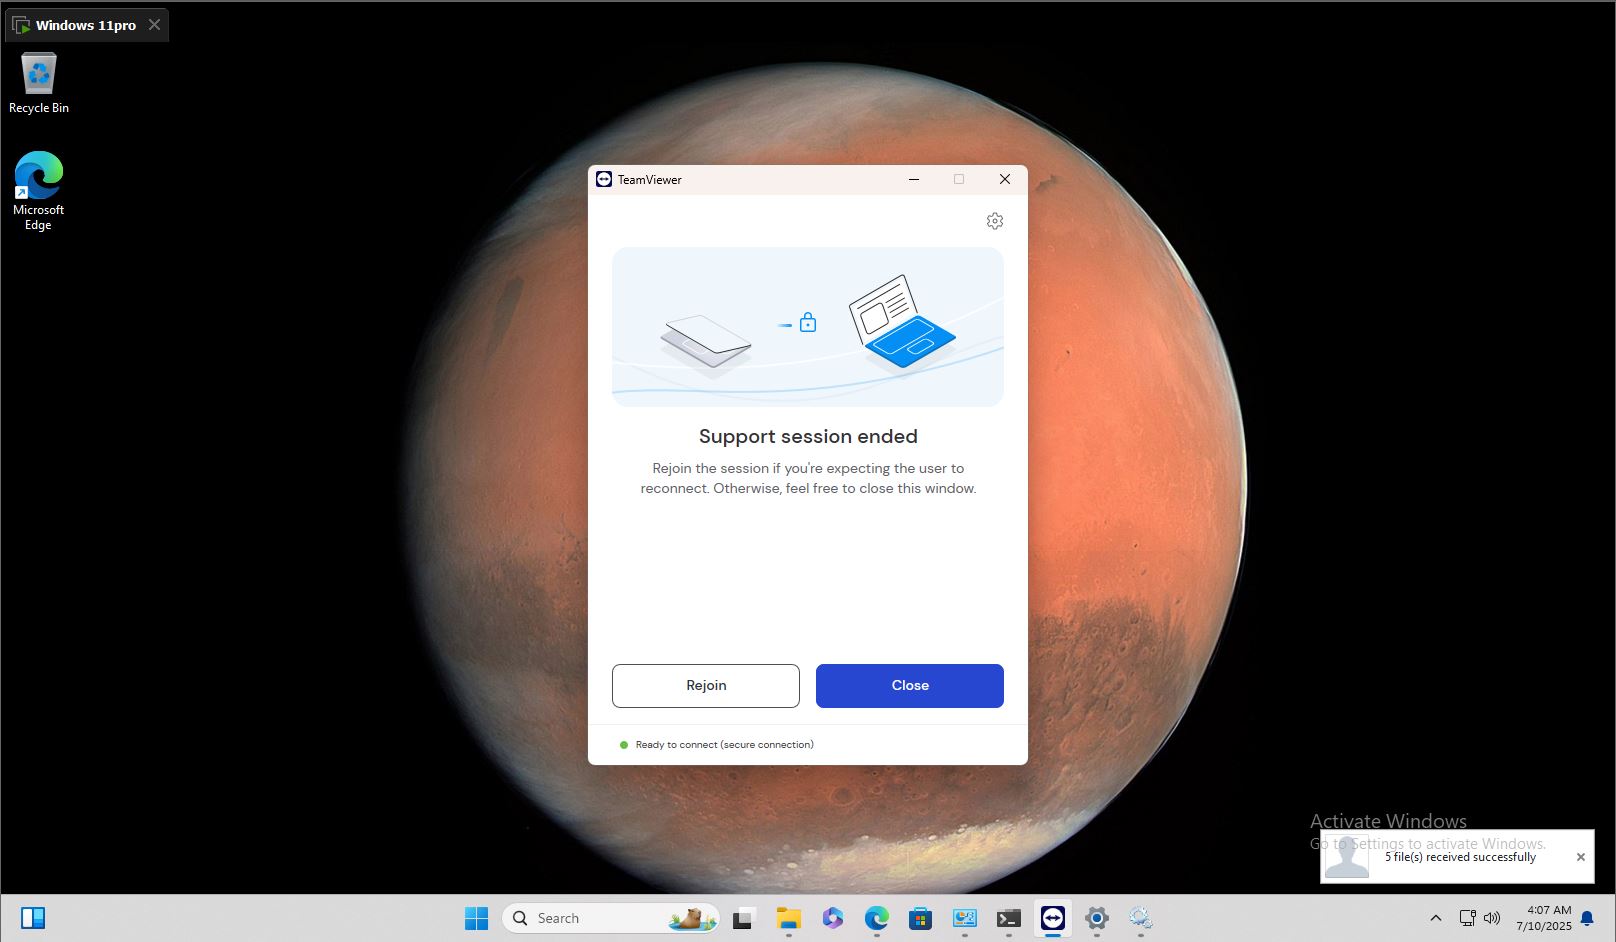 Windows 11pro
Recycle Bin
Microsoft
Edge
TeamViewer
Support session ended
Rejoin the session if you're expecting the user to
reconnect. Otherwise, feel free to close this window.
Rejoin
Close
Ready to connect (secure connection)
Activate Windows
Go to Settings to activate Windows.
5 file(s) received successfully
Search
4:07 AM
7/10/2025